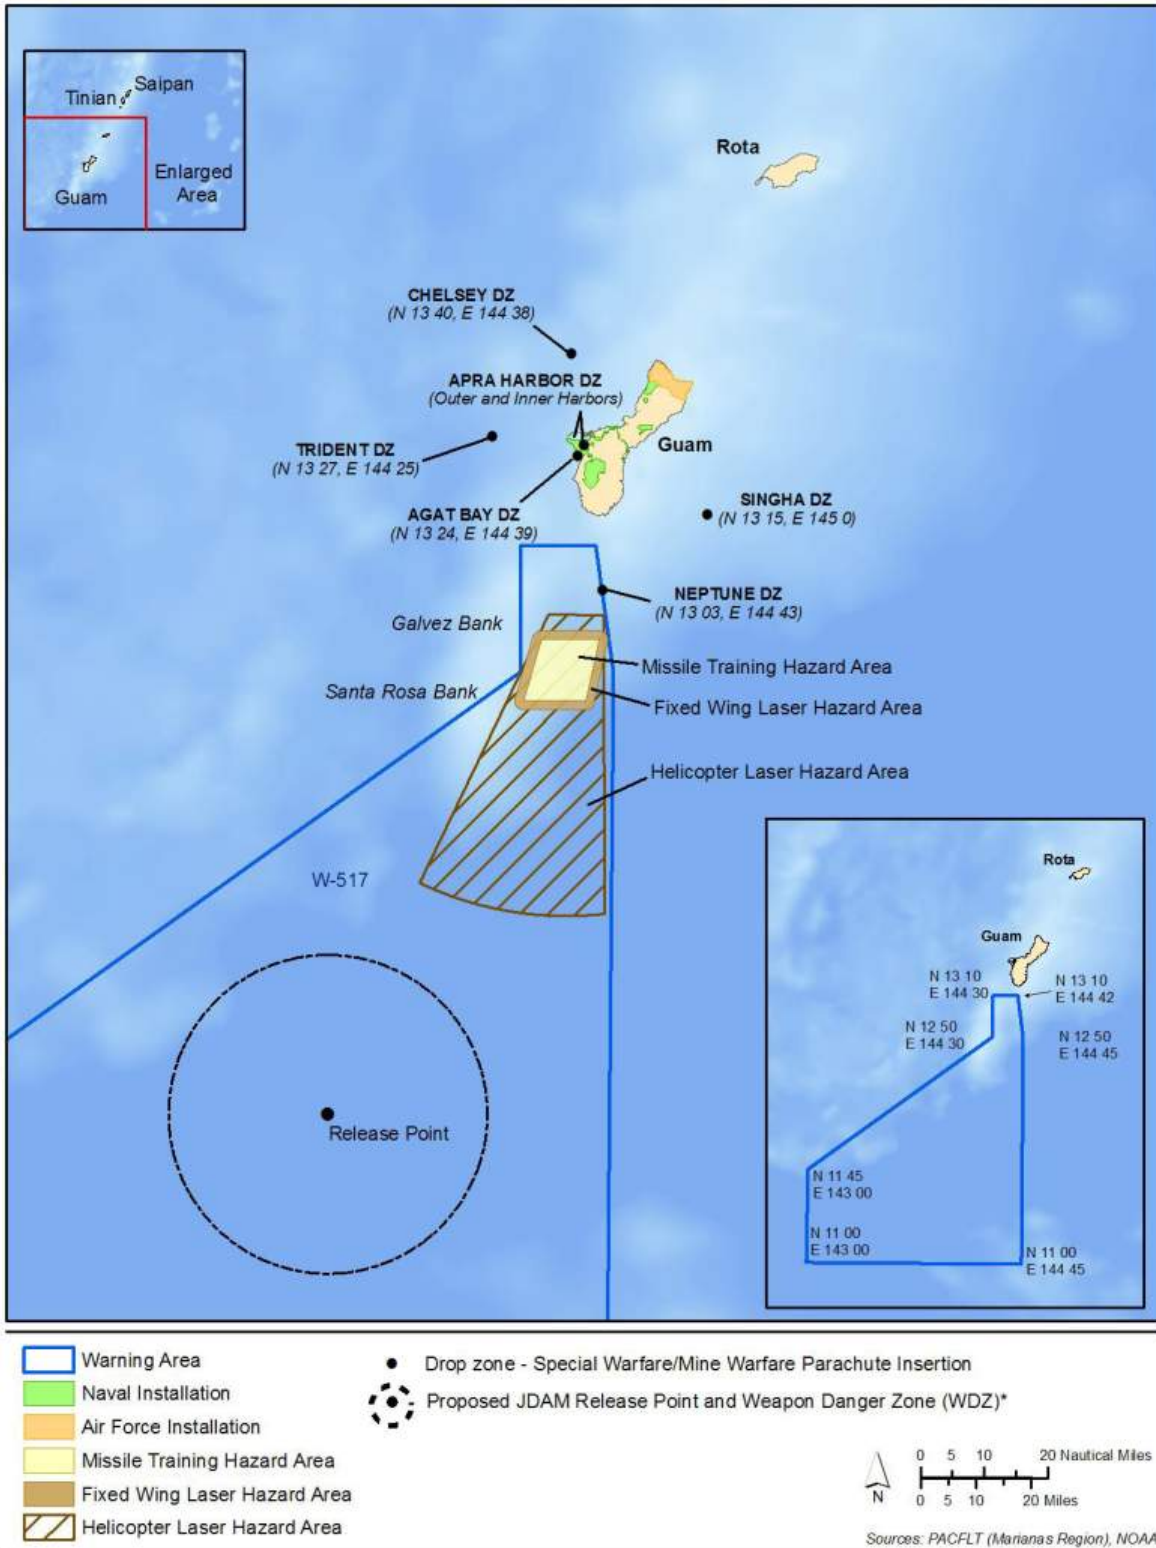 Saipan
Tinian
Enlarged
Area
Guam
Rota
CHELSEY DZ
(N 13 40, E 144 38)
APRA HARBOR DZ
(Outer and Inner Harbors)
TRIDENT DZ
(N 13 27, E 144 25)
Guam
AGAT BAY DZ
(N 13 24, E 144 39)
SINGHA DZ
(N 13 15, E 145 0)
NEPTUNE DZ
(N 13 03, E 144 43)
Galvez Bank
Missile Training Hazard Area
Santa Rosa Bank
Fixed Wing Laser Hazard Area
Helicopter Laser Hazard Area
W-517
Release Point
Rota
Guam
N 13 10
E 144 30
N 13 10
E 144 42
N 12 50
E 144 30
N 12 50
E 144 45
N 11 45
E 143 00
N 11 00
E 143 00
N 11 00
E 144 45
Warning Area
Naval Installation
Air Force Installation
Missile Training Hazard Area
Fixed Wing Laser Hazard Area
Helicopter Laser Hazard Area
Drop zone - Special Warfare/Mine Warfare Parachute Insertion
Proposed JDAM Release Point and Weapon Danger Zone (WDZ)*
N
0 5 10 20 Nautical Miles
0 5 10 20 Miles
Sources: PACFLT (Marianas Region), NOAA